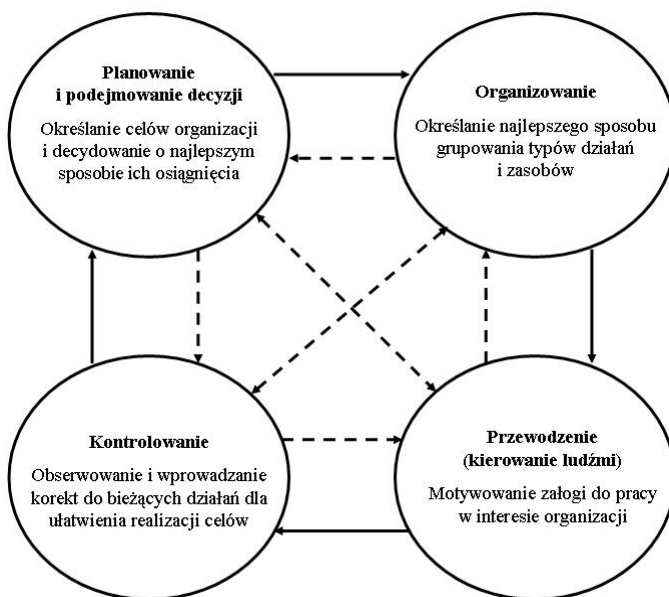 Planowanie
i podejmowanie decyzji
Określanie celów organizacji
i decydowanie o najlepszym
sposobie ich osiągnięcia
Organizowanie
Określanie najlepszego sposobu
grupowania typów działań
i zasobów
Kontrolowanie
Obserwowanie i wprowadzanie
korekt do bieżących działań dla
ułatwienia realizacji celów
Przewodzenie
(kierowanie ludźmi)
Motywowanie załogi do pracy
w interesie organizacji